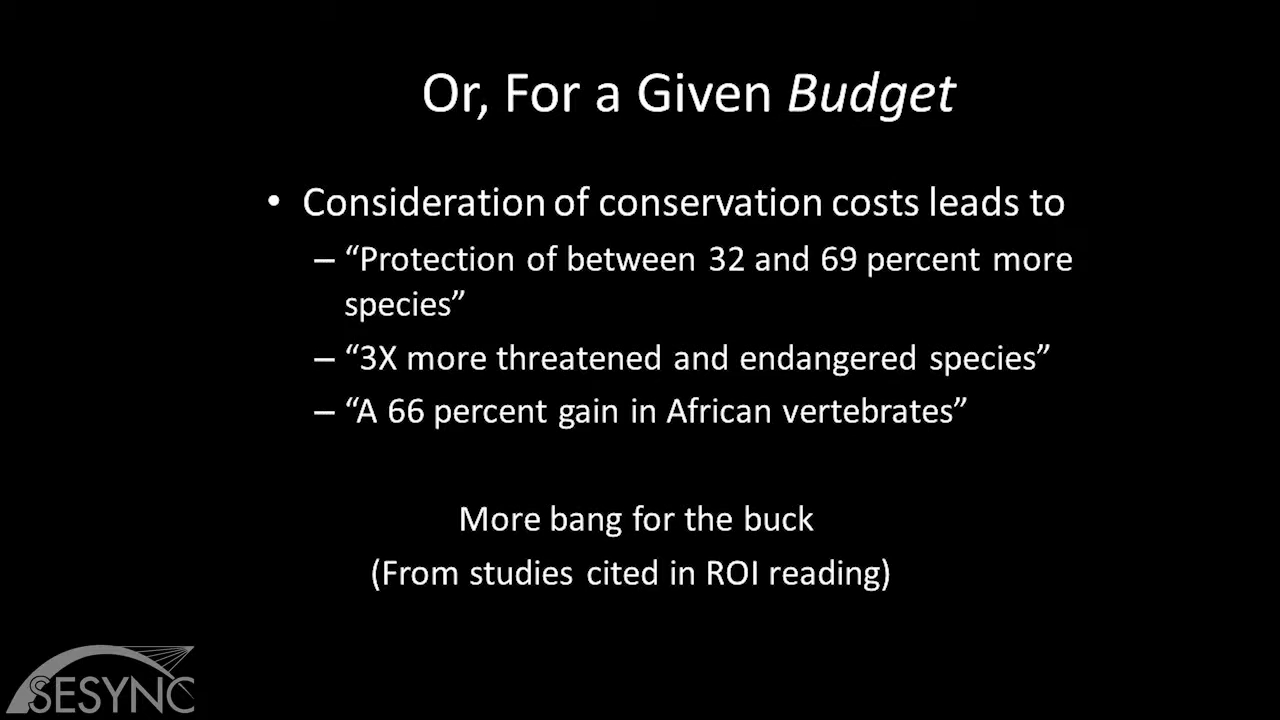 Or, For a Given Budget
• Consideration of conservation costs leads to
– “Protection of between 32 and 69 percent more
species”
– “3X more threatened and endangered species”
– “A 66 percent gain in African vertebrates”
More bang for the buck
(From studies cited in ROI reading)
SESYNC